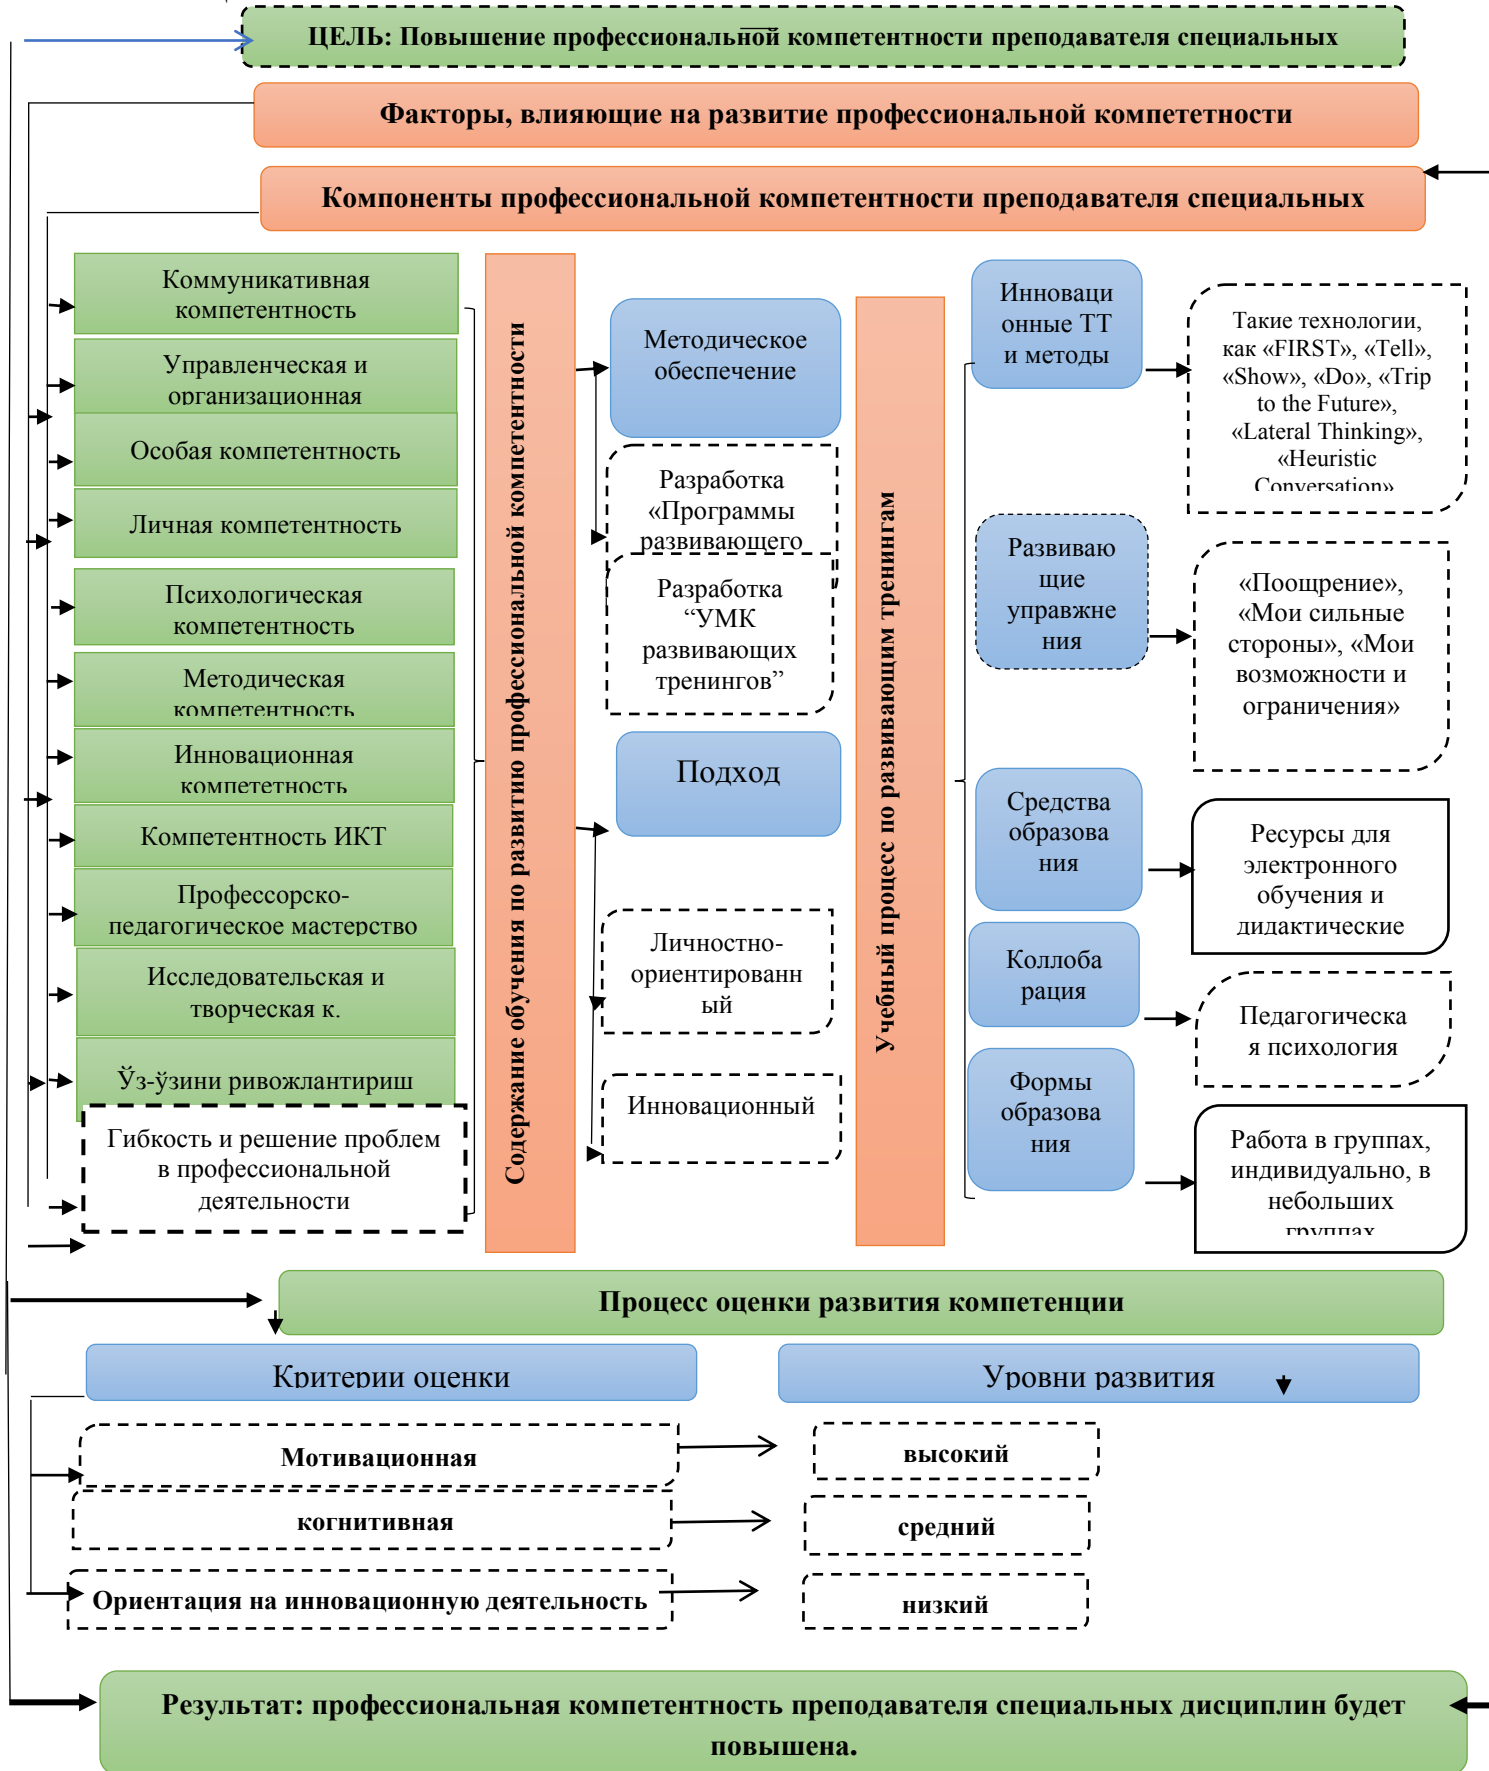 ЦЕЛЬ: Повышение профессиональной компетентности преподавателя специальных
Факторы, влияющие на развитие профессиональной компететности
Компоненты профессиональной компетентности преподавателя специальных
Коммуникативная
компетентность
Управленческая и
организационная
Особая компетентность
Личная компетентность
Психологическая
компетентность
Методическая
компетентность
Инновационная
компететность
Компетентность ИКТ
Профессорско-
педагогическое мастерство
Исследовательская и
творческая к.
Ўз-ўзини ривожлантириш
Гибкость и решение проблем
в профессиональной
деятельности
Содержание обучения по развитию профессиональной компетентности
Методическое
обеспечение
Разработка
«Программы
развивающего
Разработка
“УМК
развивающих
тренингов”
Подход
Личностно-
ориентированн
ый
Инновационный
Учебный процесс по развивающим тренингам
Инноваци
онные ТТ
и методы
Такие технологии,
как «FIRST», «Tell»,
«Show», «Do», «Trip
to the Future»,
«Lateral Thinking»,
«Heuristic
Conversation»
Развиваю
щие
управжне
ния
«Поощрение»,
«Мои сильные
стороны», «Мои
возможности и
ограничения»
Средства
образова
ния
Ресурсы для
электронного
обучения и
дидактические
Коллоба
рация
Педагогическа
я психология
Формы
образова
ния
Работа в группах,
индивидуально, в
небольших
группах
Процесс оценки развития компетенции
Критерии оценки
Уровни развития
Мотивационная
высокий
когнитивная
средний
Ориентация на инновационную деятельность
низкий
Результат: профессиональная компетентность преподавателя специальных дисциплин будет
повышена.